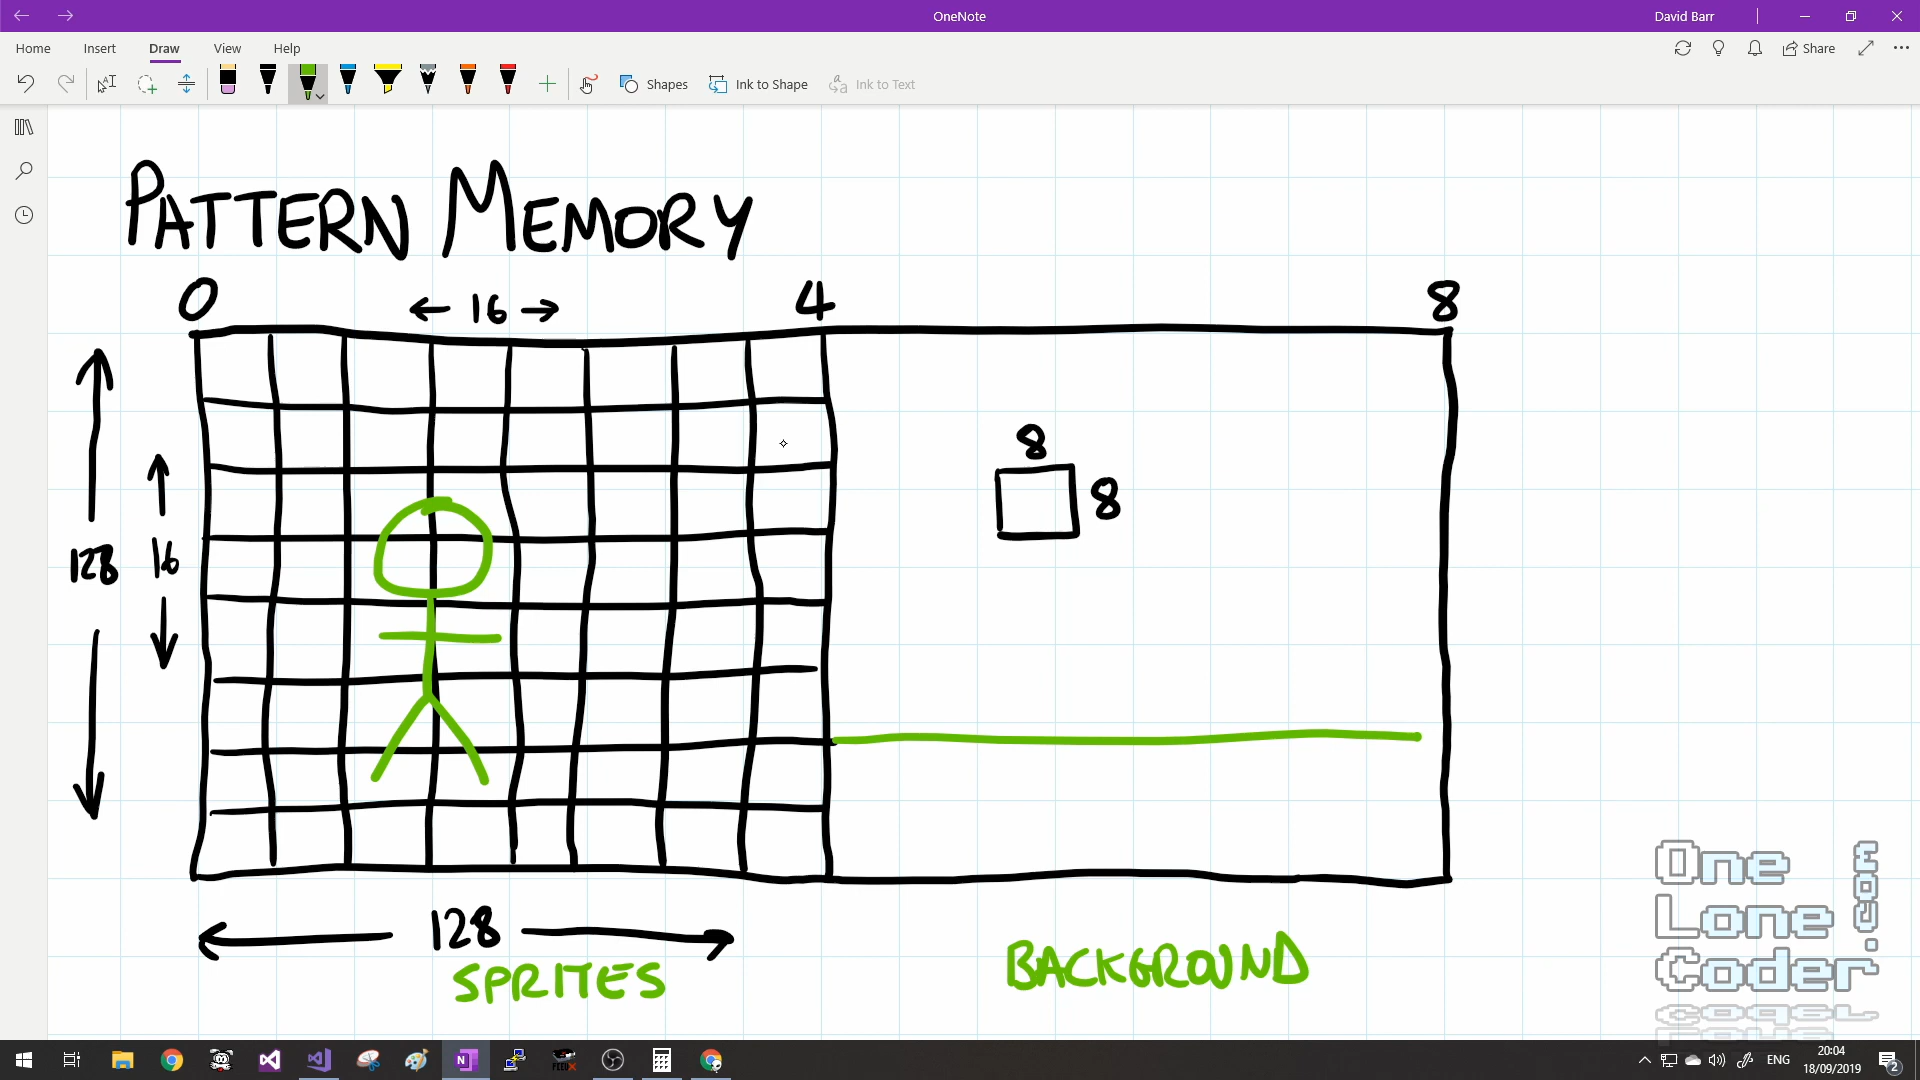 OneNote
David Barr
Home Insert Draw View Help
Share
Shapes Ink to Shape Ink to Text
PATTERN MEMORY
0 16 4 8
8
8
128 16
128
SPRITES
BACKGROUND
One
Lone
Coder
.com
ENG
20:04
18/09/2019
2